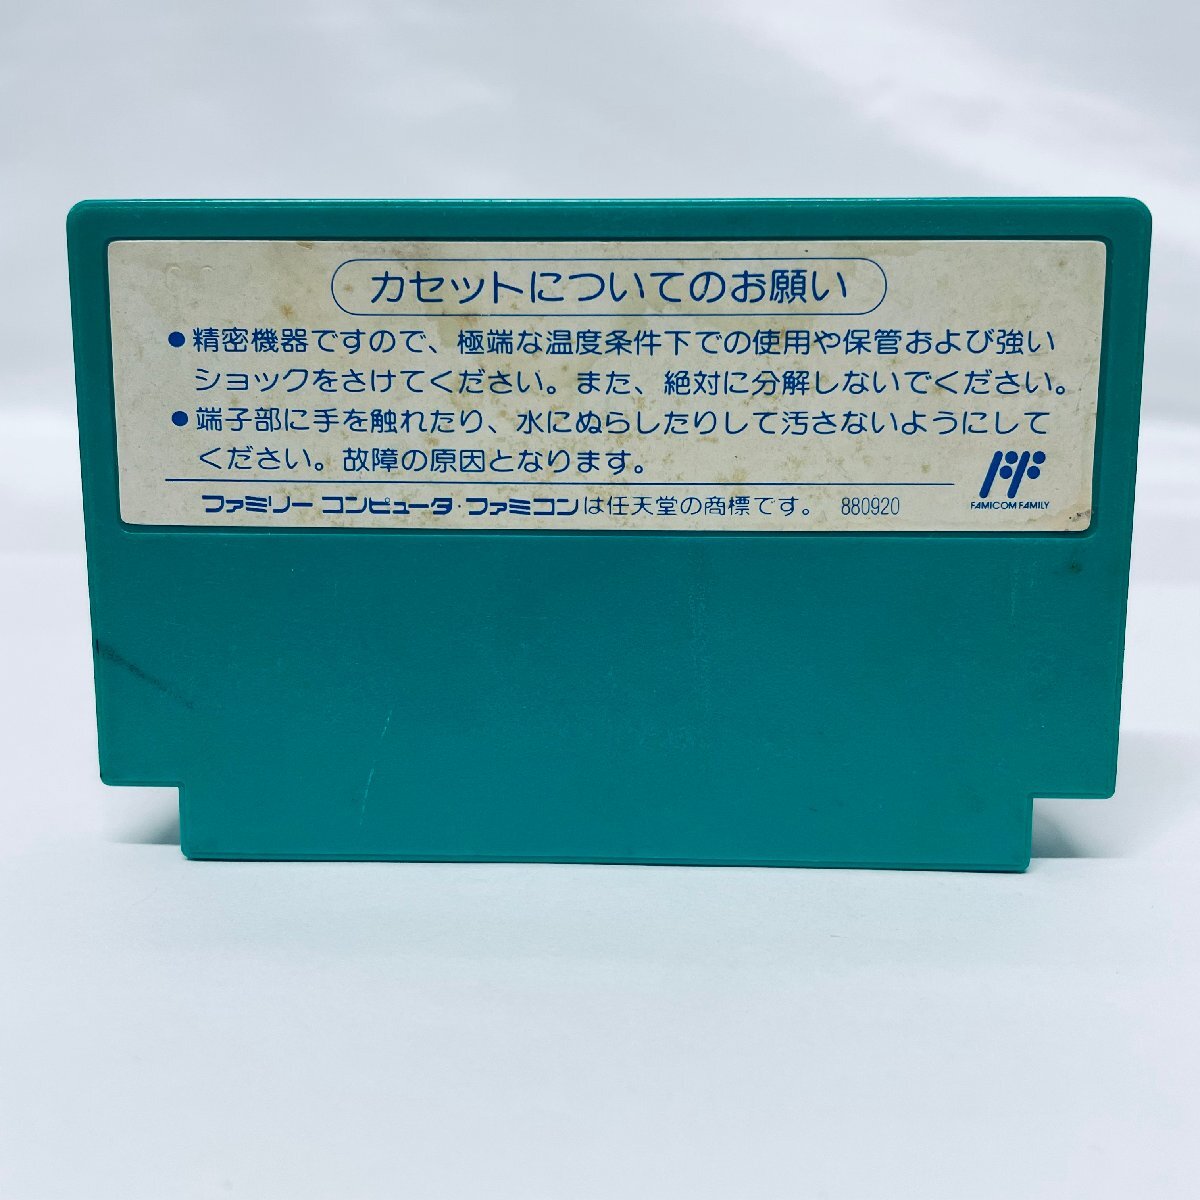 カセットについてのお願い
●精密機器ですので、極端な温度条件下での使用や保管および強い
ショックをさけてください。また、絶対に分解しないでください。
●端子部に手を触れたり、水にぬらしたりして汚さないようにして
ください。故障の原因となります。
ファミリーコンピュータ・ファミコンは任天堂の商標です。 880920
FAMICOM FAMILY